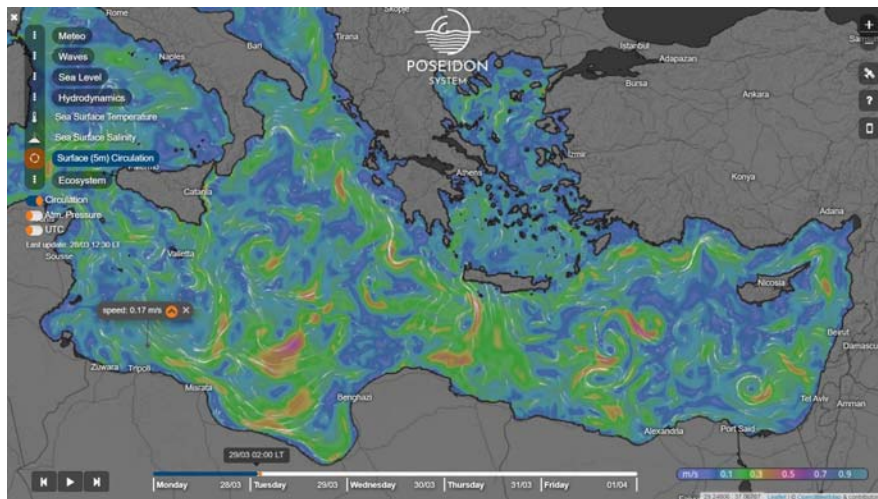 Rome
Skopje
Bari
Tirana
Naples
Istanbul
Adapazarı
Bursa
Ankara
POSEIDON
SYSTEM
Meteo
Waves
Sea Level
Hydrodynamics
Sea Surface Temperature
Sea Surface Salinity
Surface (5m) Circulation
Ecosystem
Circulation
Atm. Pressure
UTC
Last update: 28/03 12:30 LT
Sousse
Catania
Valletta
Athens
Izmir
Konya
Adana
Nicosia
Beirut
Damascu
speed: 0.17 m/s
Zuwara
Tripoli
Misrata
Benghazi
Alexandria
Port Said
Tel Aviv
Amman
29/03 02:00 LT
Monday 28/03 Tuesday 29/03 Wednesday 30/03 Thursday 31/03 Friday 01/04
m/s 0.1 0.3 0.5 0.7 0.9